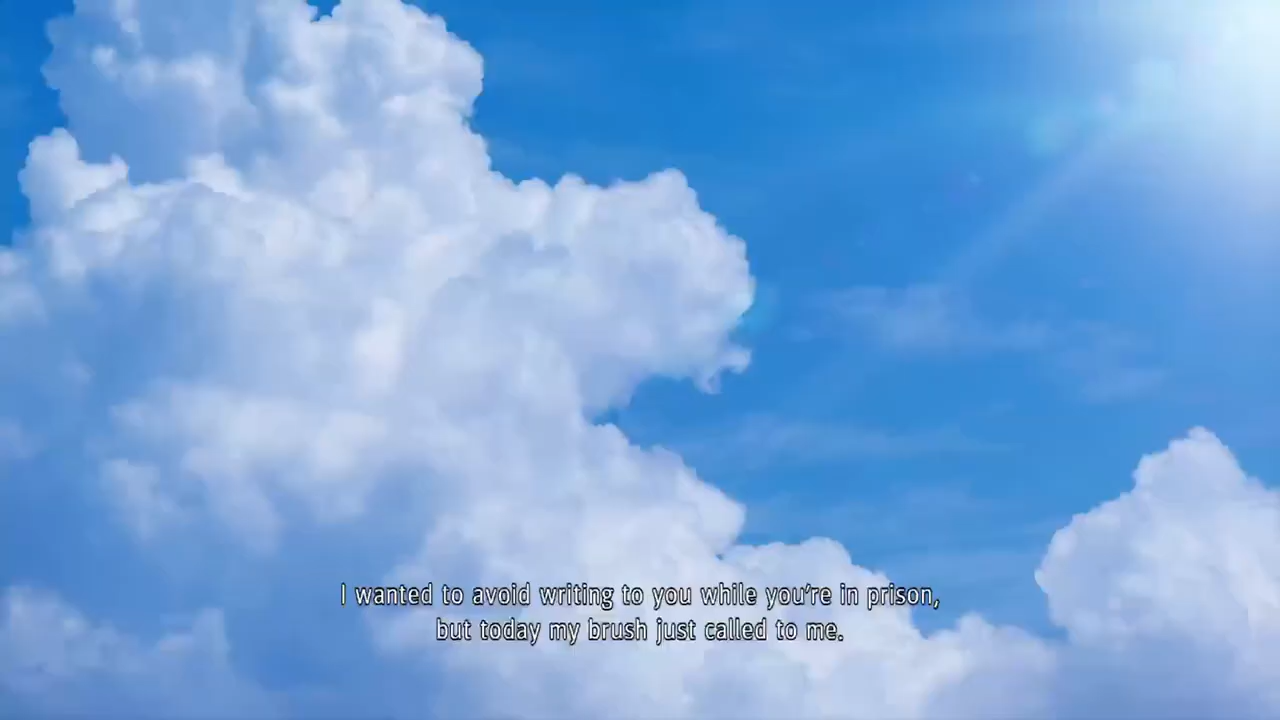 I wanted to avoid writing to you while you're in prison,
but today my brush just called to me.